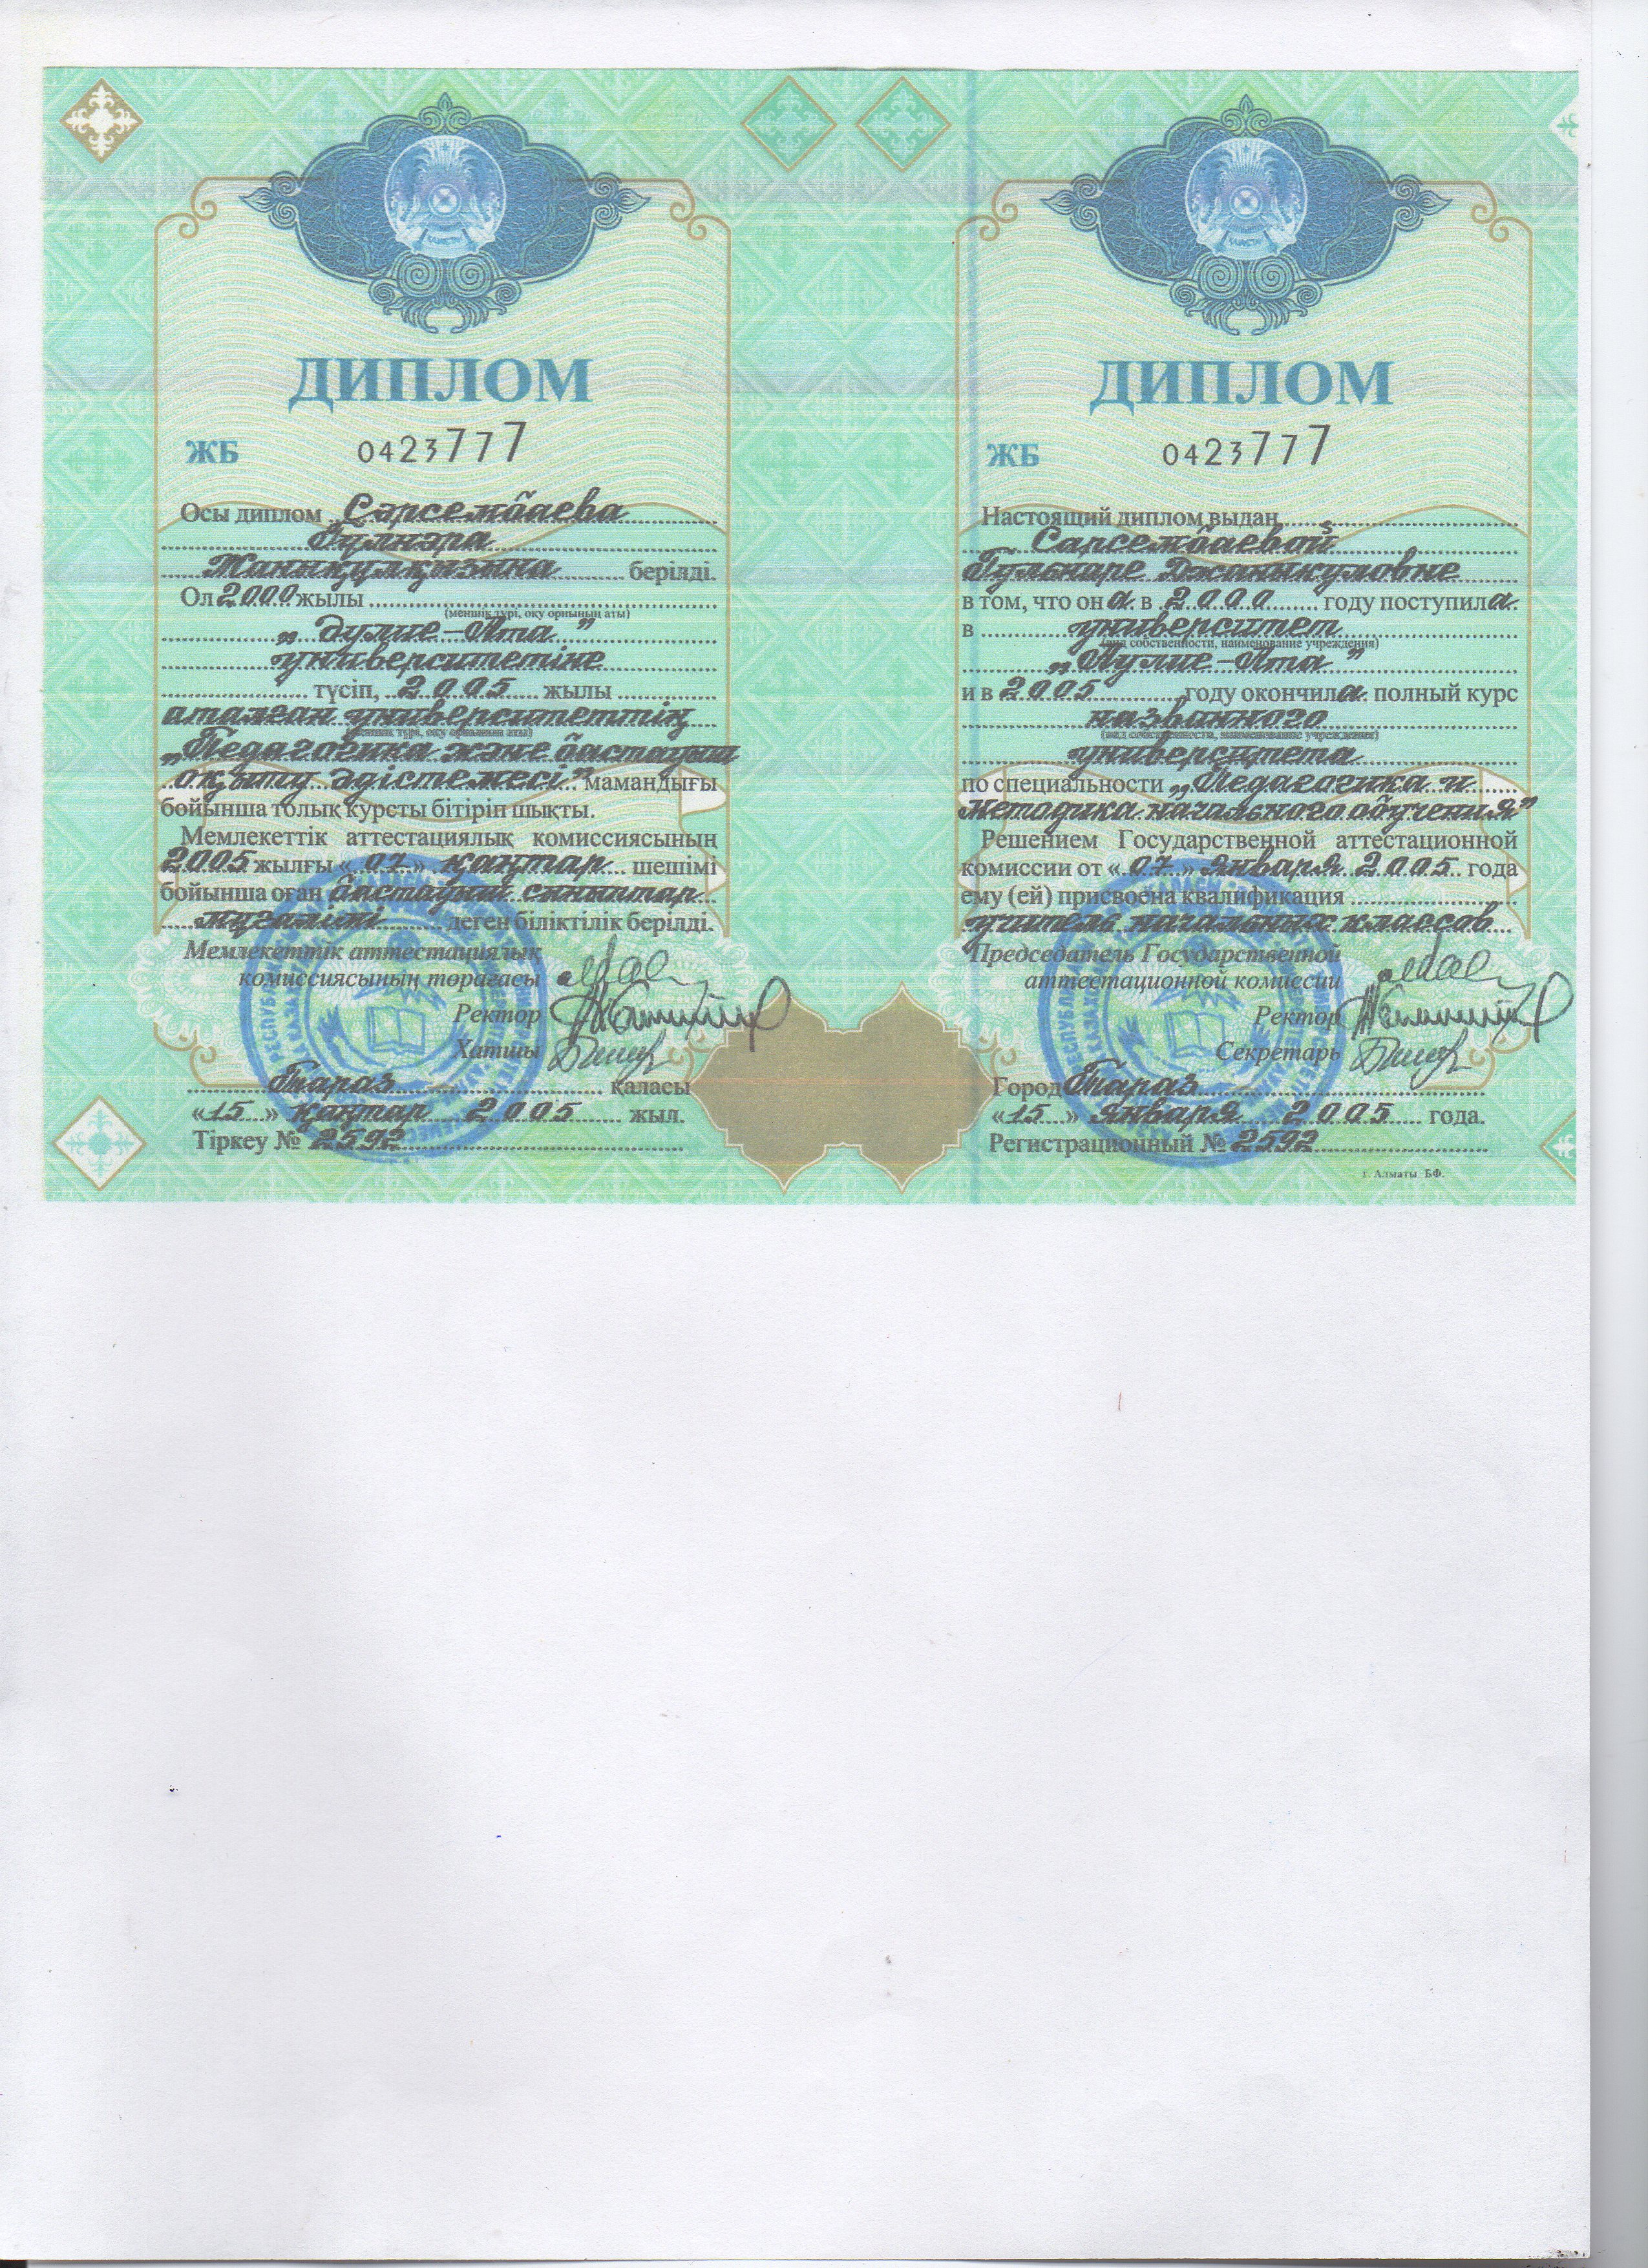 ДИПЛОМ
ЖБ 0423777
Осы диплом Сәрсембаева
Гүлнәра
Жанықұлқызына берілді.
Ол 2000 жылы
(меншік түрі, оқу орнының аты)
„Әулие-Ата”
университетіне
түсіп, 2005 жылы
аталған университеттің
(меншік түрі, оқу орнының аты)
„Педагогика және бастауыш
оқыту әдістемесі” мамандығы
бойынша толық курсты бітіріп шықты.
Мемлекеттік аттестациялық комиссиясының
2005 жылғы «07» қаңтар шешімі
бойынша оған бастауыш сыныптар
мұғалімі деген біліктілік берілді.
Мемлекеттік аттестациялық
комиссиясының төрағасы
Ректор
Хатшы
Тараз қаласы
«15» қаңтар 2005 жыл.
Тіркеу № 2592
ДИПЛОМ
ЖБ 0423777
Настоящий диплом выдан
Сарсембаевой
Гульнаре Джаныкуловне
в том, что она в 2000 году поступила
в университет
(вид собственности, наименование учреждения)
„Аулие-Ата”
и в 2005 году окончила полный курс
названного
(вид собственности, наименование учреждения)
университета
по специальности „Педагогика и
методика начального обучения”
Решением Государственной аттестационной
комиссии от «07» января 2005 года
ему (ей) присвоена квалификация
учитель начальных классов
Председатель Государственной
аттестационной комиссии
Ректор
Секретарь
Город Тараз
«15» января 2005 года.
Регистрационный № 2592
г. Алматы БФ.